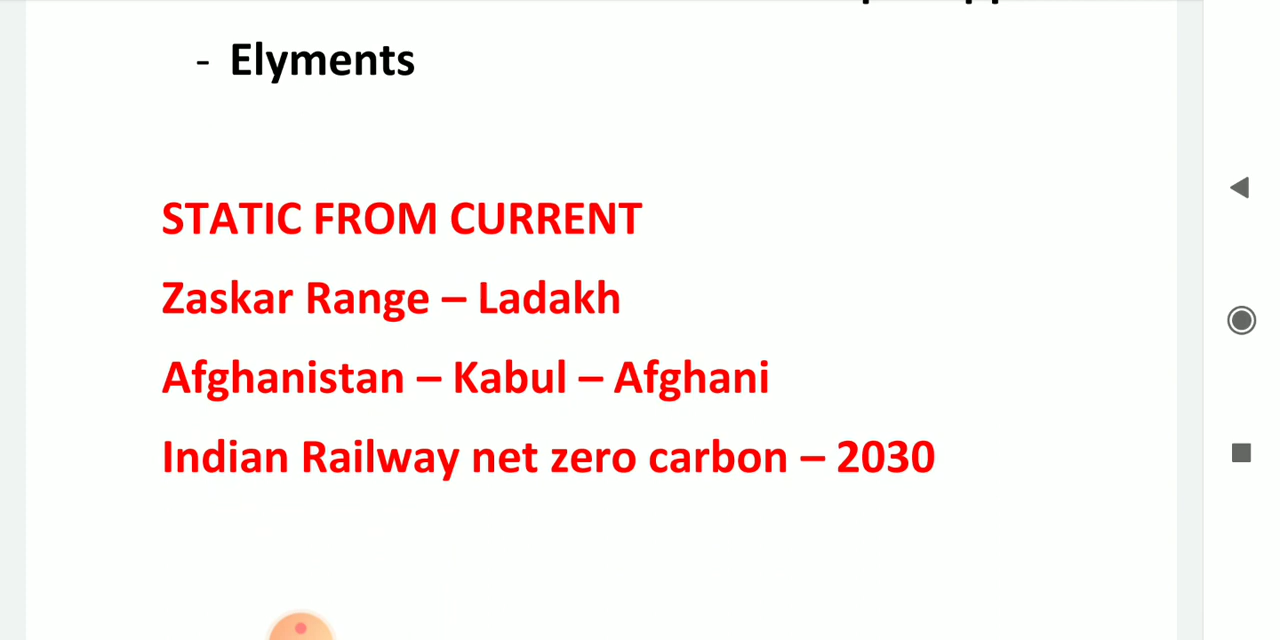 - Elyments
STATIC FROM CURRENT
Zaskar Range – Ladakh
Afghanistan – Kabul – Afghani
Indian Railway net zero carbon – 2030